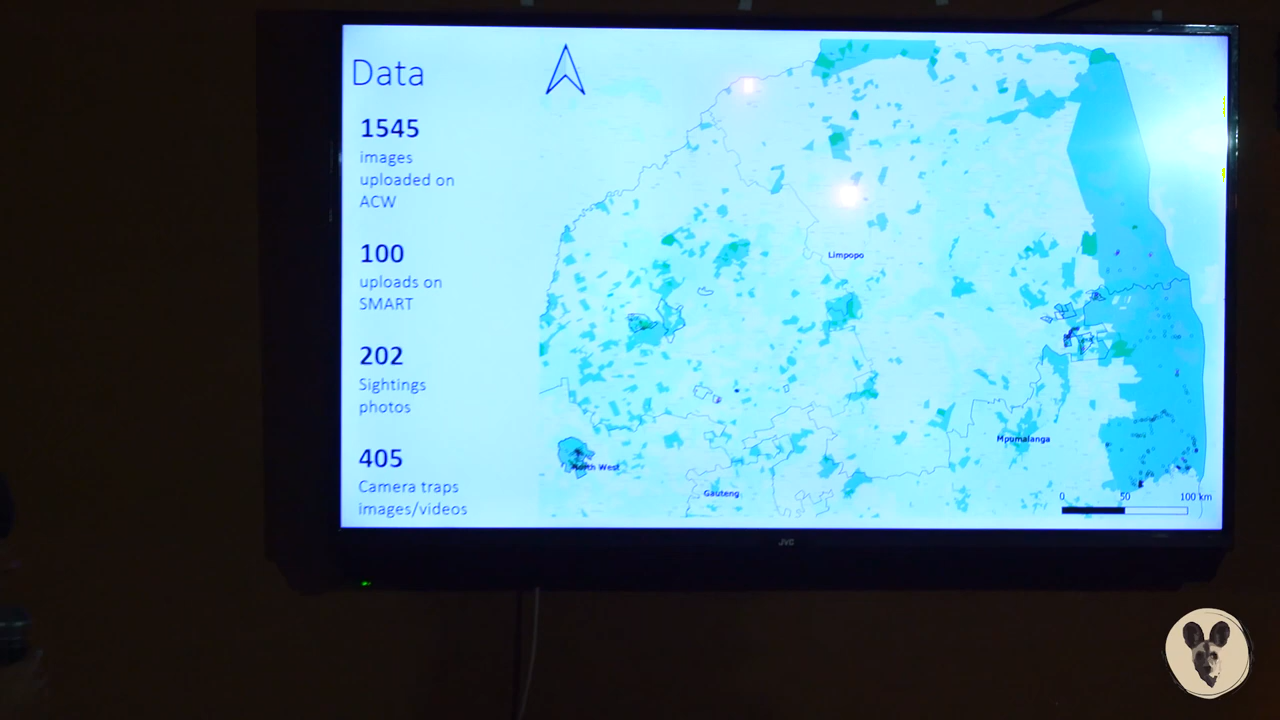 Data
1545
images
uploaded on
ACW
100
uploads on
SMART
202
Sightings
photos
405
Camera traps
images/videos
Limpopo
Mpumalanga
North West
Gauteng
0 50 100 km
JVC